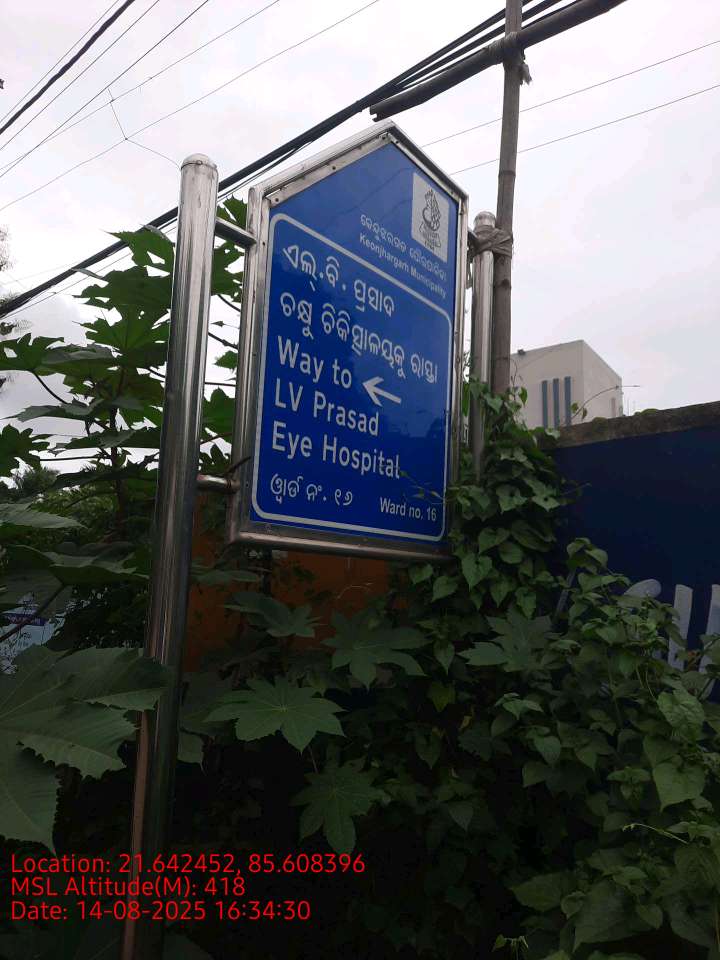 କେନ୍ଦୁଝରଗଡ ପୌରପାଳିକା
Keonjhargarh Municipality
ଏଲ୍.ବି. ପ୍ରସାଦ
ଚକ୍ଷୁ ଚିକିତ୍ସାଳୟକୁ ରାସ୍ତା
Way to ←
LV Prasad
Eye Hospital
ଓ୍ବାର୍ଡ ନଂ. ୧୬
Ward no. 16
Location: 21.642452, 85.608396
MSL Altitude(M): 418
Date: 14-08-2025 16:34:30